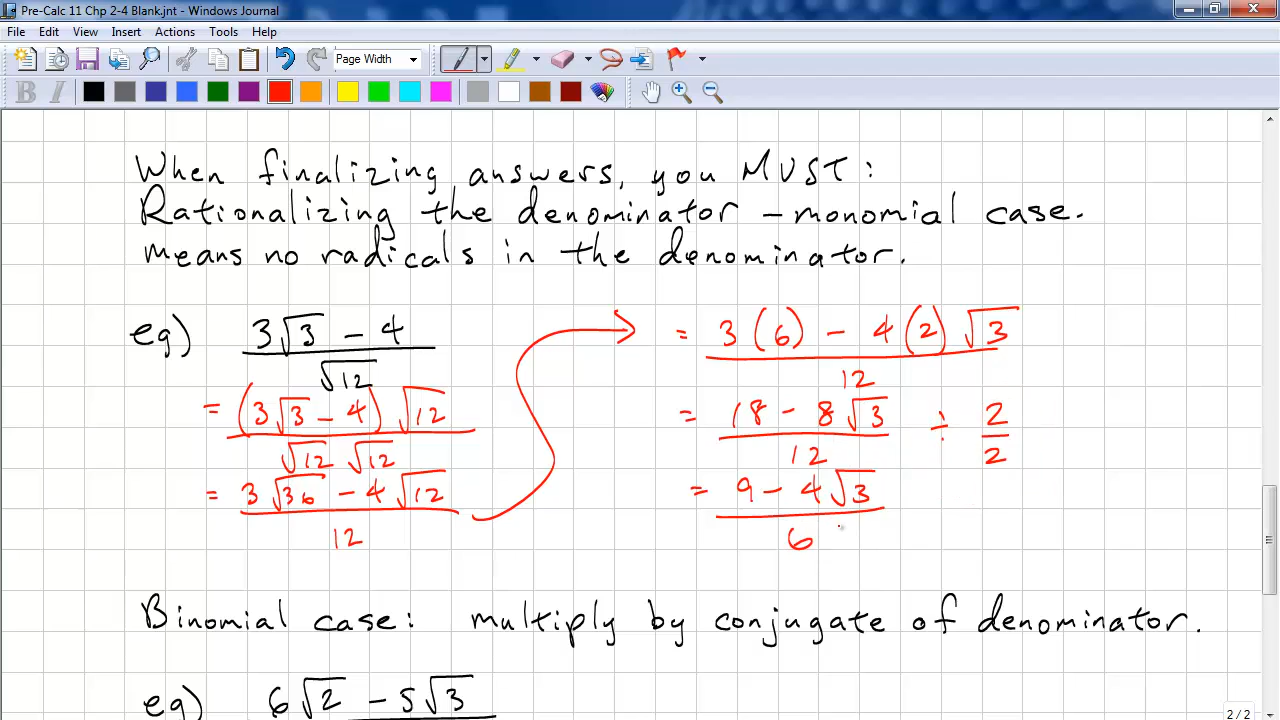 Pre-Calc 11 Chp 2-4 Blank.jnt - Windows Journal
File Edit View Insert Actions Tools Help
Page Width
B I
When finalizing answers, you MUST:
Rationalizing the denominator - monomial case.
means no radicals in the denominator.
eg) (3√3 - 4)/√12
= ((3√3 - 4)√12)/(√12 √12)
= (3√36 - 4√12)/12
= (3(6) - 4(2)√3)/12
= (18 - 8√3)/12 ÷ 2/2
= (9 - 4√3)/6
Binomial case: multiply by conjugate of denominator.
eg) 6√2 - 5√3
2/2